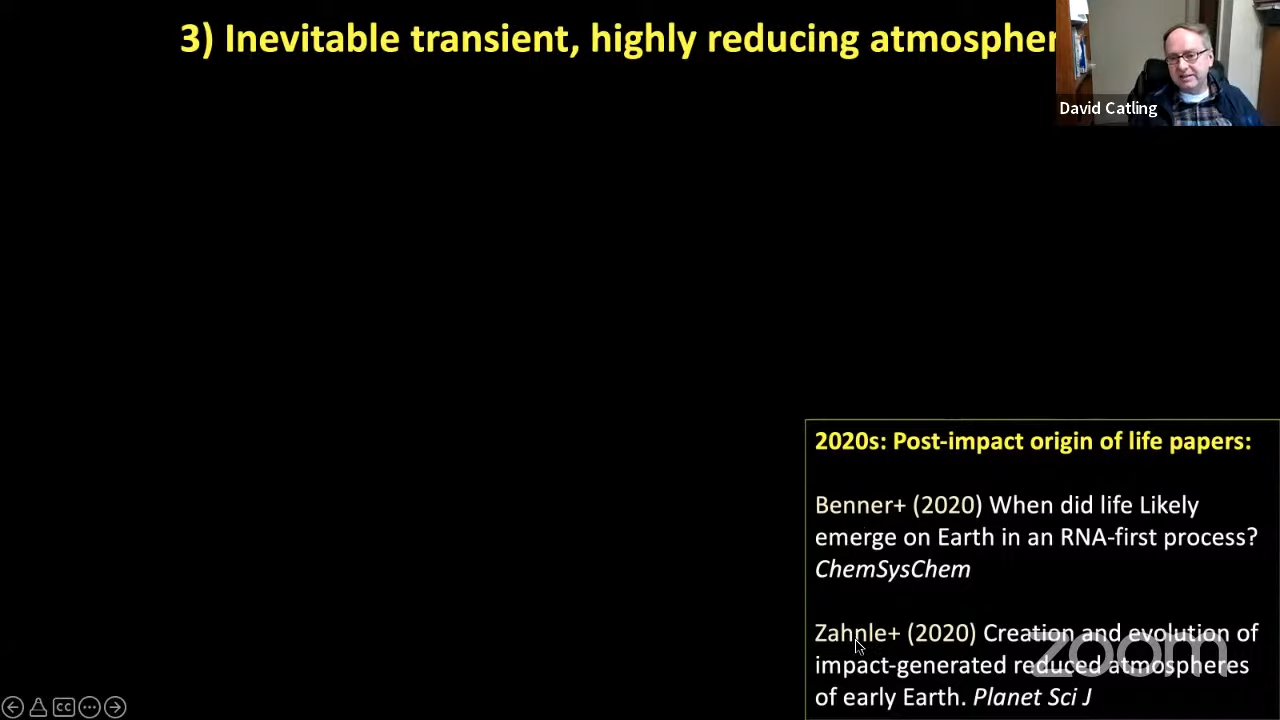 3) Inevitable transient, highly reducing
David Catling
2020s: Post-impact origin of life papers:
Benner+ (2020) When did life Likely
emerge on Earth in an RNA-first process?
ChemSysChem
Zahnle+ (2020) Creation and evolution of
impact-generated reduced atmospheres
of early Earth. Planet Sci J
zoom
CC